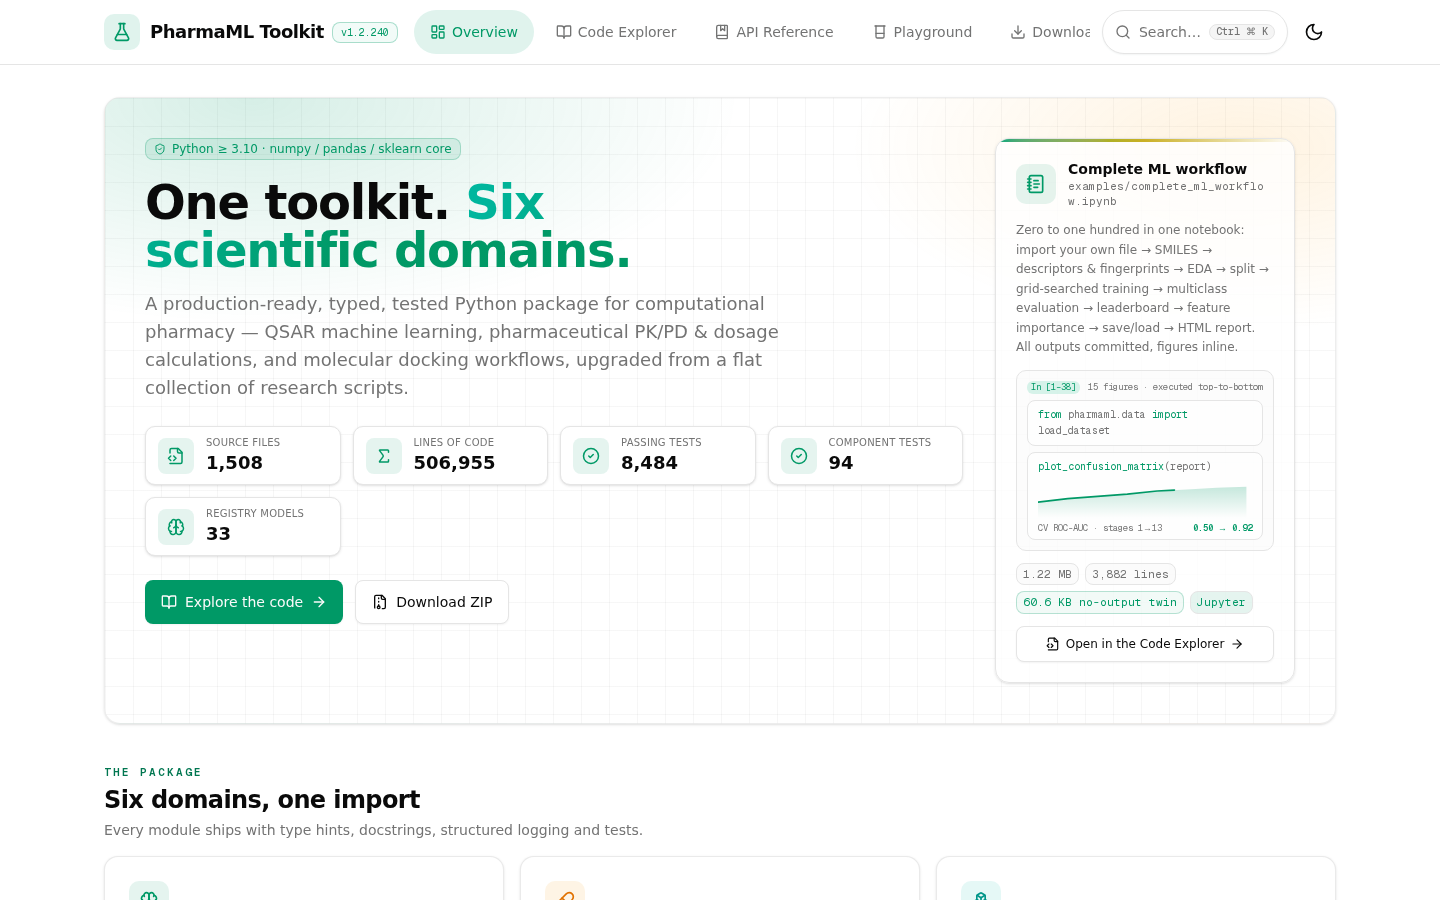 PharmaML Toolkit
v1.2.240
Overview
Code Explorer
API Reference
Playground
Downloa
Search...
Ctrl ⌘ K
Python ≥ 3.10 · numpy / pandas / sklearn core
One toolkit. Six
scientific domains.
A production-ready, typed, tested Python package for computational
pharmacy — QSAR machine learning, pharmaceutical PK/PD & dosage
calculations, and molecular docking workflows, upgraded from a flat
collection of research scripts.
SOURCE FILES
1,508
LINES OF CODE
506,955
PASSING TESTS
8,484
COMPONENT TESTS
94
REGISTRY MODELS
33
Explore the code →
Download ZIP
Complete ML workflow
examples/complete_ml_workflo
w.ipynb
Zero to one hundred in one notebook:
import your own file → SMILES →
descriptors & fingerprints → EDA → split →
grid-searched training → multiclass
evaluation → leaderboard → feature
importance → save/load → HTML report.
All outputs committed, figures inline.
In [1–38]
15 figures · executed top-to-bottom
from pharmaml.data import
load_dataset
plot_confusion_matrix(report)
CV ROC-AUC · stages 1→13
0.50 → 0.92
1.22 MB
3,882 lines
60.6 KB no-output twin
Jupyter
Open in the Code Explorer →
THE PACKAGE
Six domains, one import
Every module ships with type hints, docstrings, structured logging and tests.